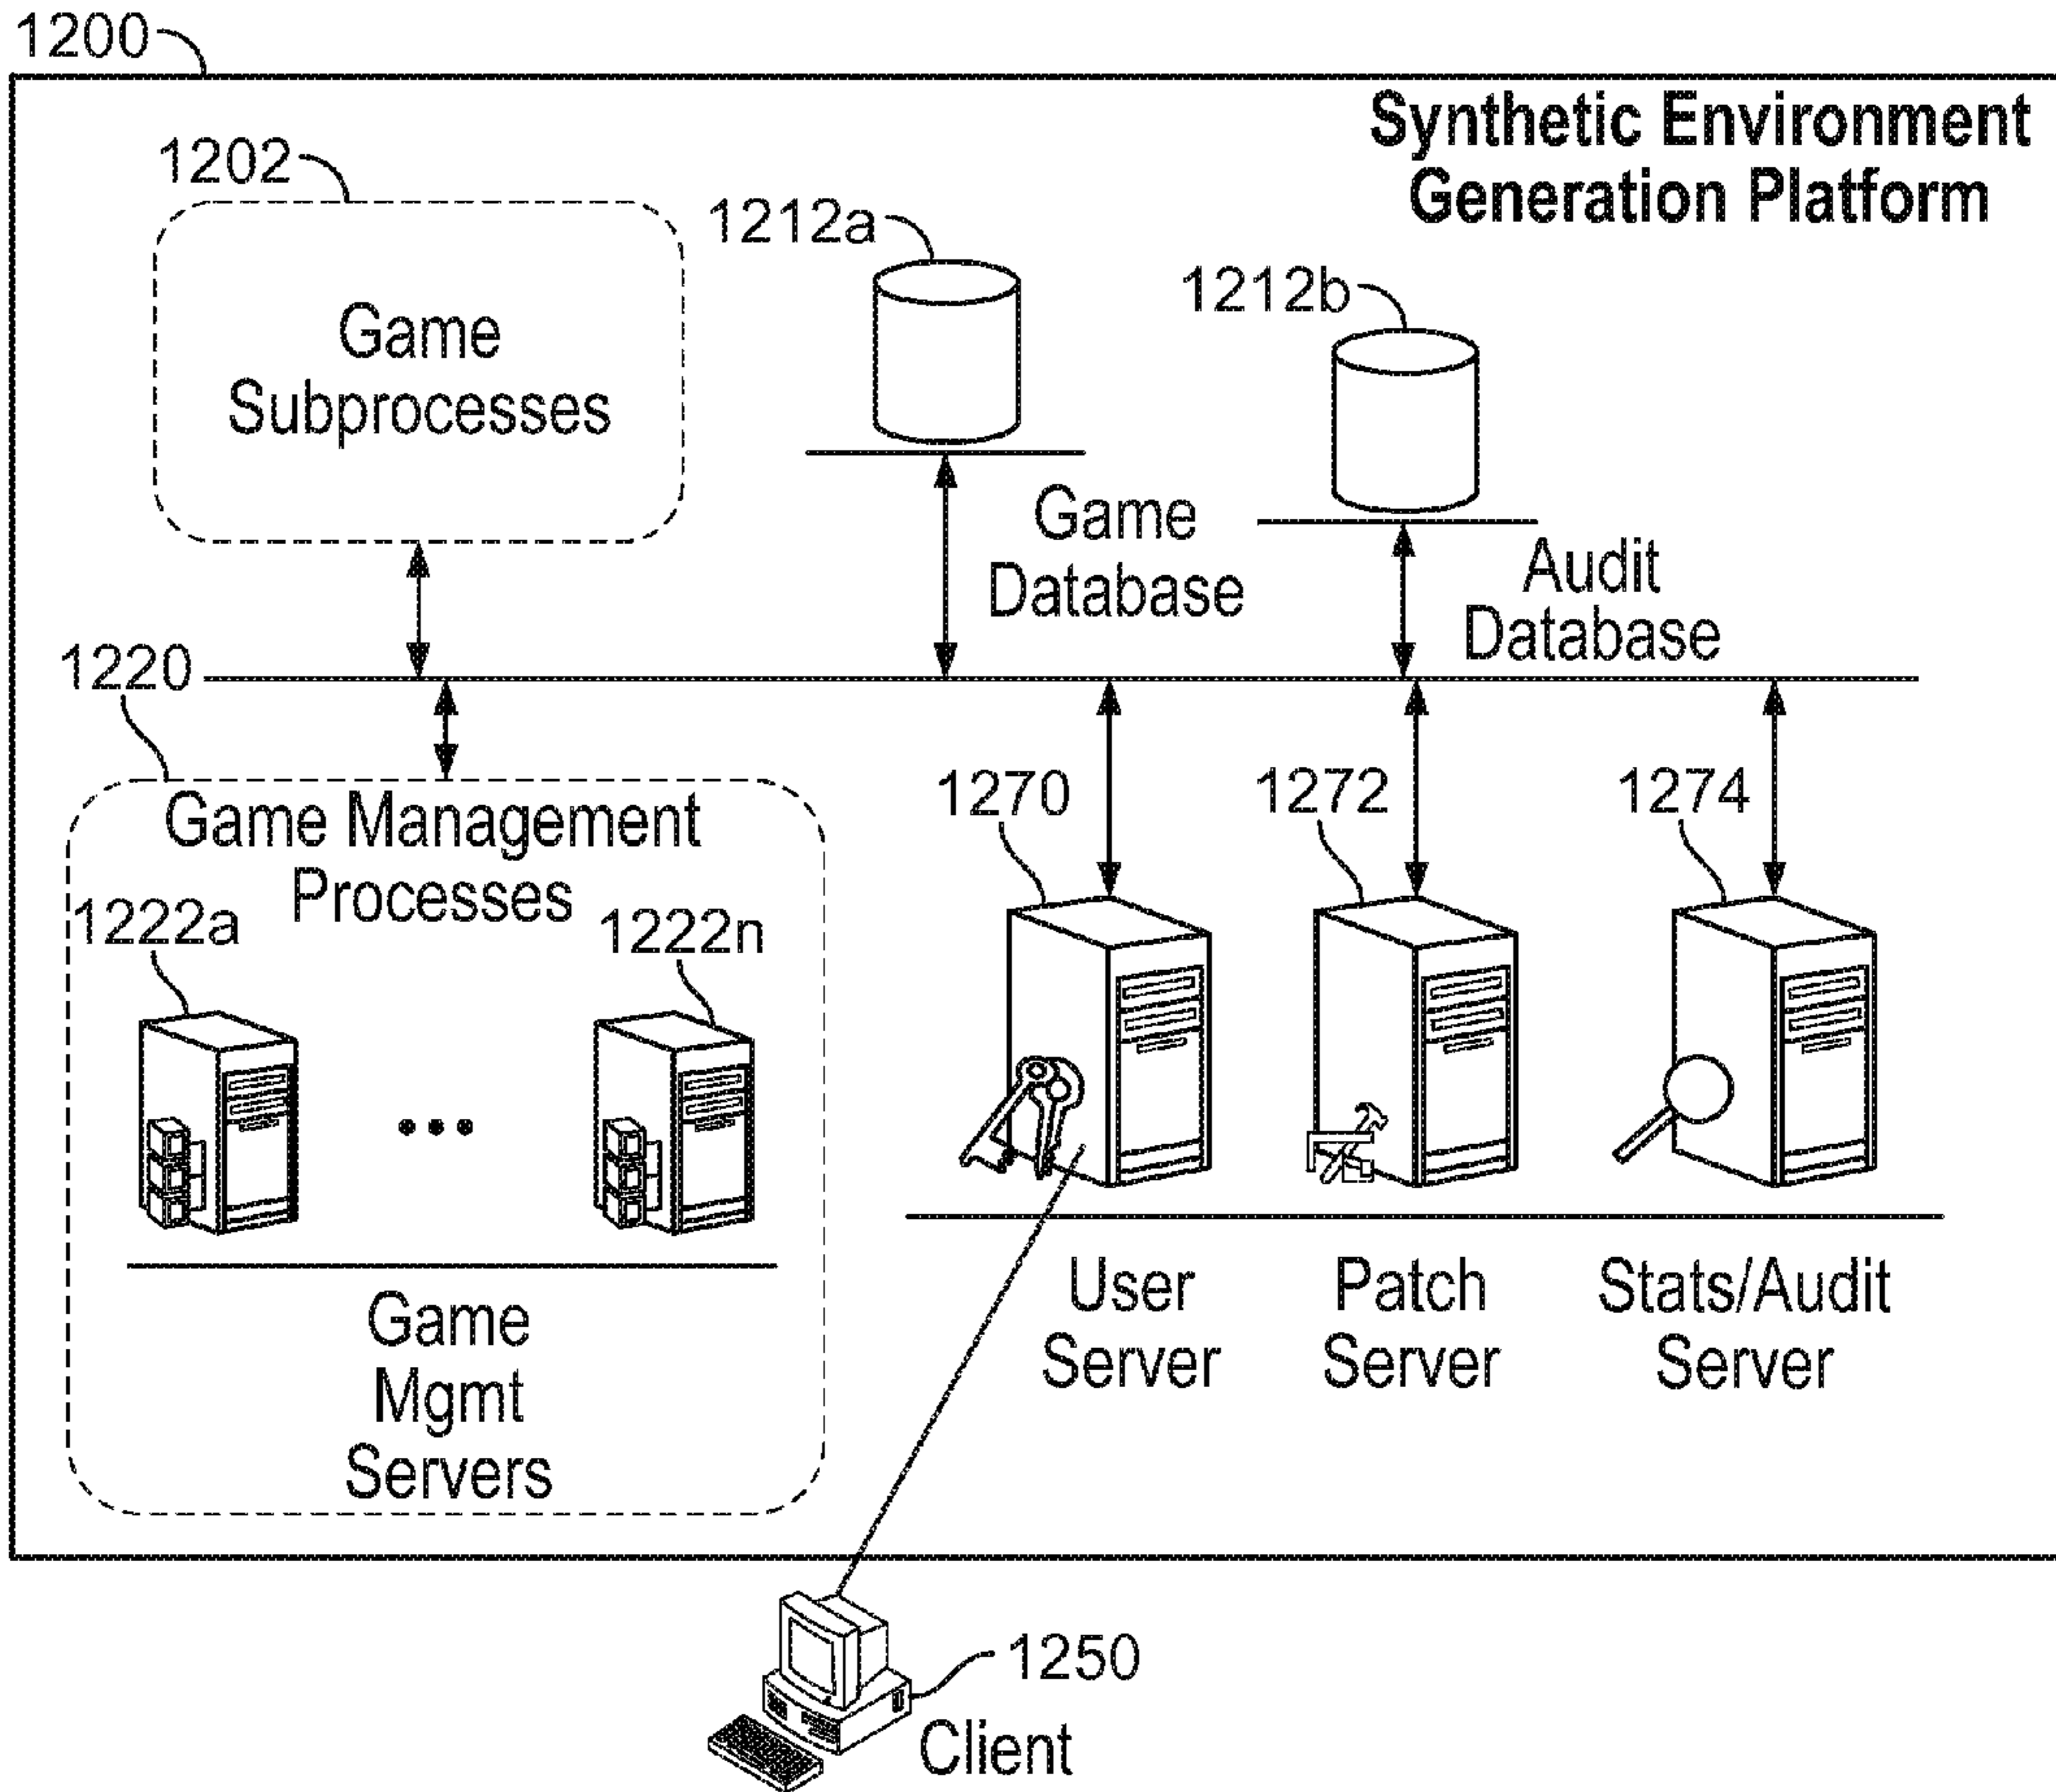 1200
Synthetic Environment
Generation Platform
1202
Game
Subprocesses
1212a
1212b
Game
Database
Audit
Database
1220
Game Management
Processes
1222a
1222n
Game
Mgmt
Servers
1270
1272
1274
User
Server
Patch
Server
Stats/Audit
Server
1250
Client